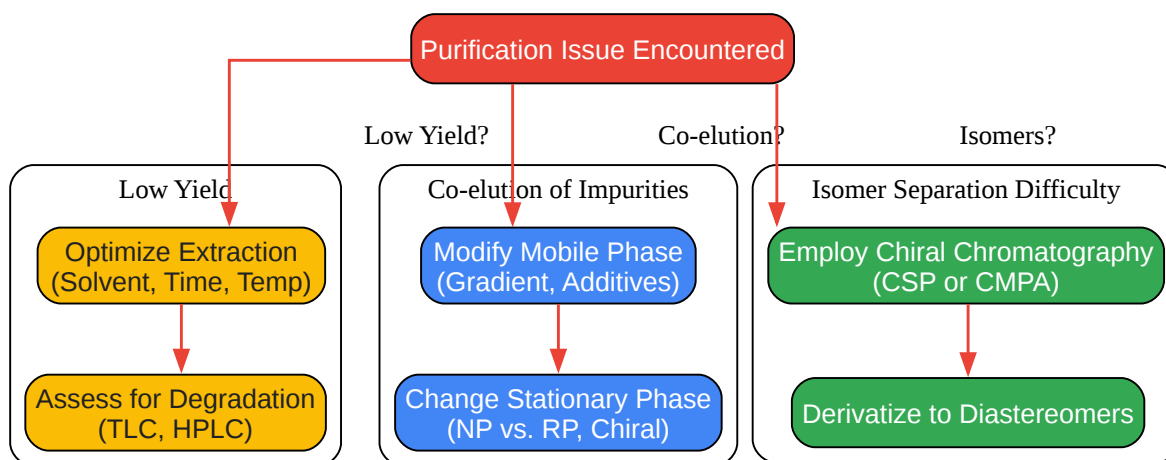 Purification Issue Encountered
Low Yield?
Co-elution?
Isomers?
Low Yield
Optimize Extraction
(Solvent, Time, Temp)
Assess for Degradation
(TLC, HPLC)
Co-elution of Impurities
Modify Mobile Phase
(Gradient, Additives)
Change Stationary Phase
(NP vs. RP, Chiral)
Isomer Separation Difficulty
Employ Chiral Chromatography
(CSP or CMPA)
Derivatize to Diastereomers